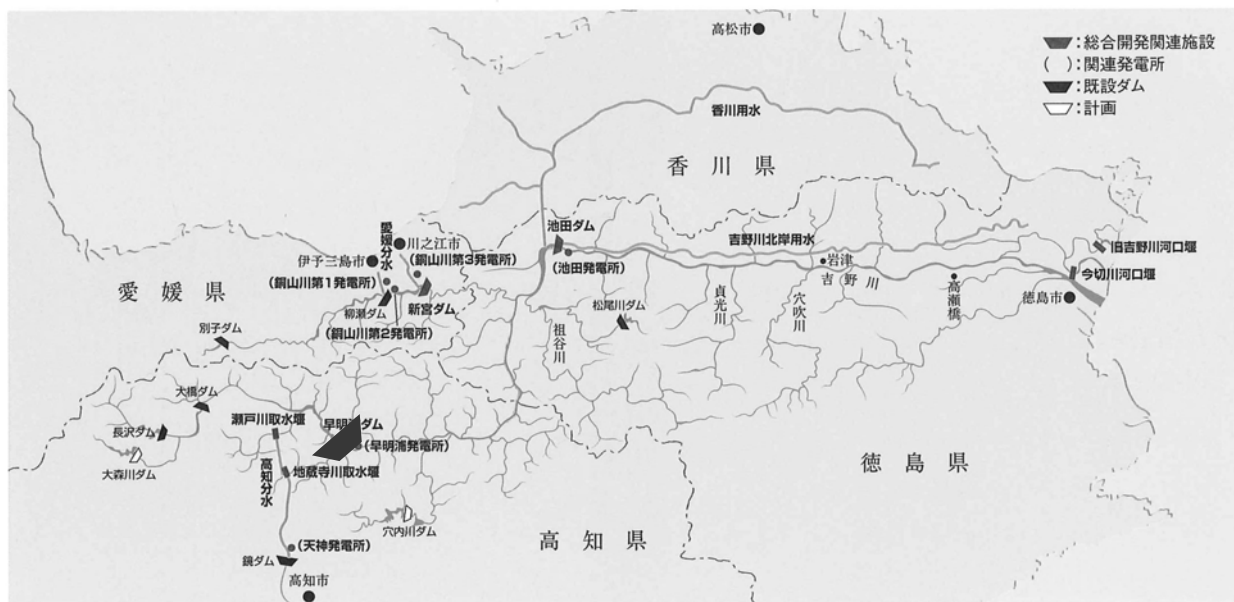 高松市
：総合開発関連施設
（ ）：関連発電所
：既設ダム
：計画
香川用水
香川県
池田ダム
吉野川北岸用水
旧吉野川河口堰
（池田発電所）
岩津
吉野川
今切川河口堰
高瀬橋
徳島市
愛媛分水
川之江市
伊予三島市
（銅山川第3発電所）
（銅山川第1発電所）
愛媛県
柳瀬ダム
新宮ダム
（銅山川第2発電所）
別子ダム
松尾川ダム
祖谷川
貞光川
穴吹川
大橋ダム
瀬戸川取水堰
早明浦ダム
長沢ダム
（早明浦発電所）
大森川ダム
高知分水
地蔵寺川取水堰
徳島県
穴内川ダム
高知県
（天神発電所）
鏡ダム
高知市